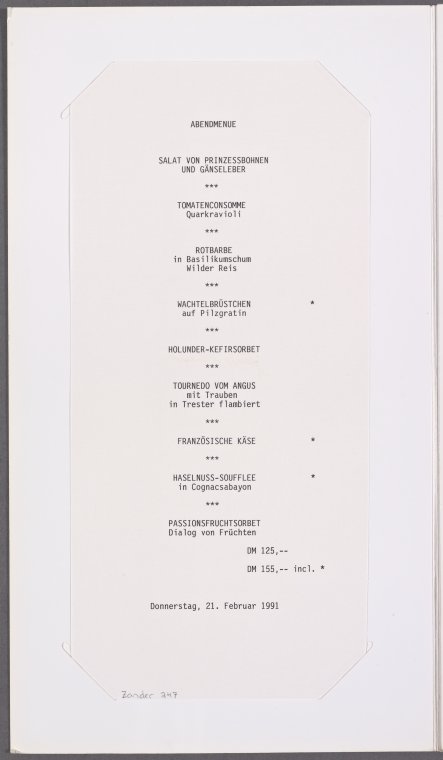 ABENDMENUE
SALAT VON PRINZESSBOHNEN
UND GÄNSELEBER
***
TOMATENCONSOMME
Quarkravioli
***
ROTBARBE
in Basilikumschum
Wilder Reis
***
WACHTELBRÜSTCHEN *
auf Pilzgratin
***
HOLUNDER-KEFIRSORBET
***
TOURNEDO VOM ANGUS
mit Trauben
in Trester flambiert
***
FRANZÖSISCHE KÄSE *
***
HASELNUSS-SOUFFLEE *
in Cognacsabayon
***
PASSIONSFRUCHTSORBET
Dialog von Früchten
DM 125,--
DM 155,-- incl. *
Donnerstag, 21. Februar 1991
Zander 247